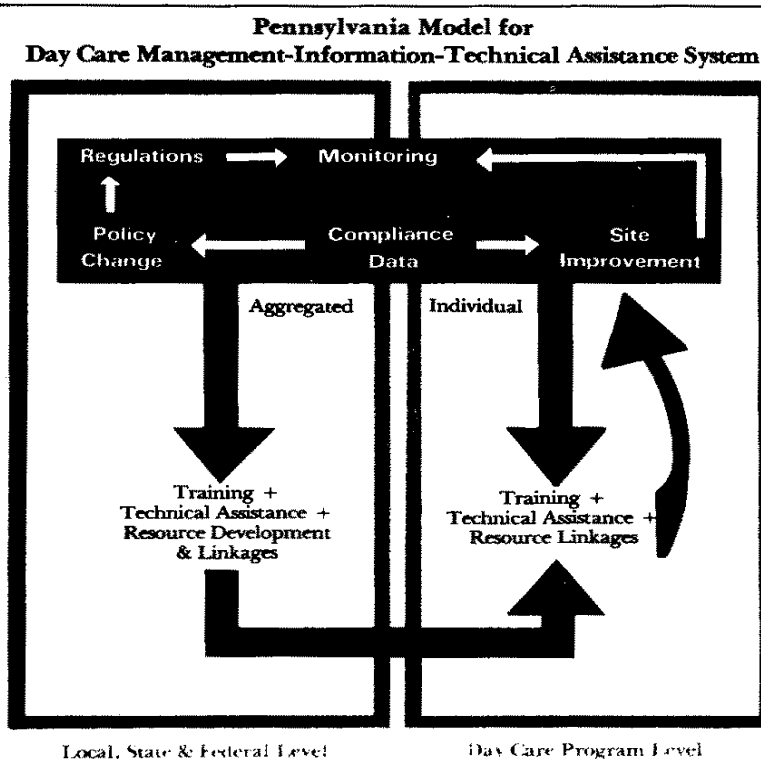 Pennsylvania Model for
Day Care Management-Information-Technical Assistance System
Regulations
Monitoring
Policy
Change
Compliance
Data
Site
Improvement
Aggregated
Individual
Training +
Technical Assistance +
Resource Development
& Linkages
Training +
Technical Assistance +
Resource Linkages
Local, State & Federal Level
Day Care Program Level